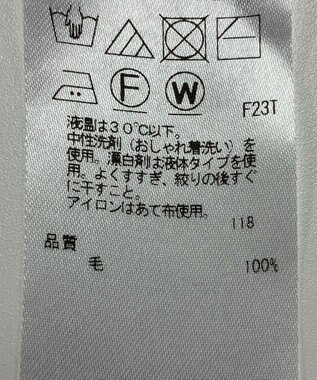 F
W
F23T
液温は30℃以下。
中性洗剤（おしゃれ着洗い）を
使用。漂白剤は液体タイプを使
用。よくすすぎ、絞りの後すぐ
に干すこと。
アイロンはあて布使用。
118
品質
毛 100%